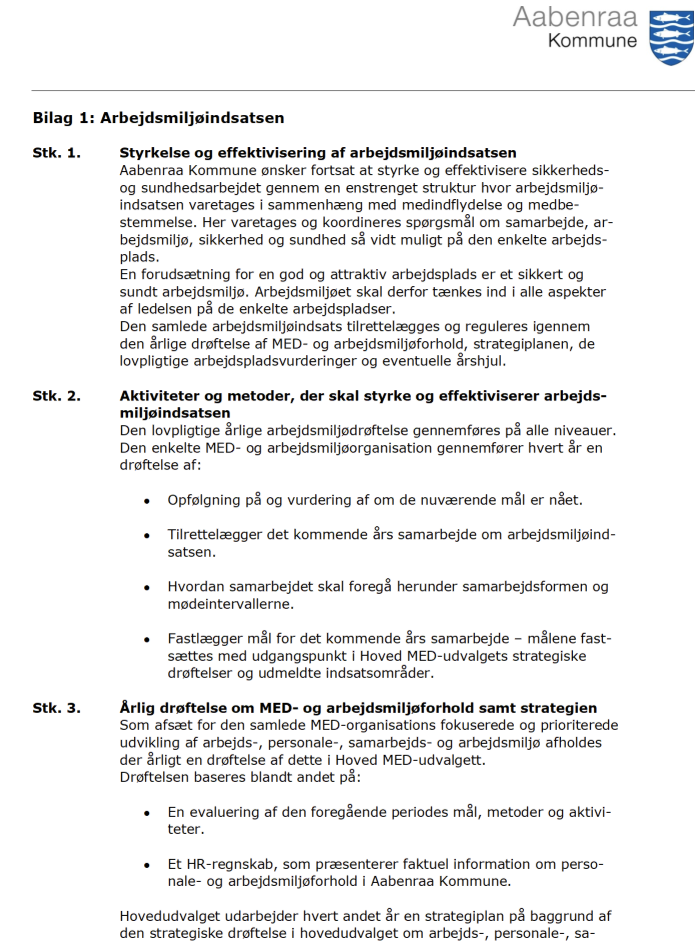 Aabenraa
Kommune
Bilag 1: Arbejdsmiljøindsatsen
Stk. 1. Styrkelse og effektivisering af arbejdsmiljøindsatsen
Aabenraa Kommune ønsker fortsat at styrke og effektivisere sikkerheds-
og sundhedsarbejdet gennem en enstrenget struktur hvor arbejdsmiljø-
indsatsen varetages i sammenhæng med medindflydelse og medbe-
stemmelse. Her varetages og koordineres spørgsmål om samarbejde, ar-
bejdsmiljø, sikkerhed og sundhed så vidt muligt på den enkelte arbejds-
plads.
En forudsætning for en god og attraktiv arbejdsplads er et sikkert og
sundt arbejdsmiljø. Arbejdsmiljøet skal derfor tænkes ind i alle aspekter
af ledelsen på de enkelte arbejdspladser.
Den samlede arbejdsmiljøindsats tilrettelægges og reguleres igennem
den årlige drøftelse af MED- og arbejdsmiljøforhold, strategiplanen, de
lovpligtige arbejdspladsvurderinger og eventuelle årshjul.
Stk. 2. Aktiviteter og metoder, der skal styrke og effektiviserer arbejds-
miljøindsatsen
Den lovpligtige årlige arbejdsmiljødrøftelse gennemføres på alle niveauer.
Den enkelte MED- og arbejdsmiljøorganisation gennemfører hvert år en
drøftelse af:
• Opfølgning på og vurdering af om de nuværende mål er nået.
• Tilrettelægger det kommende års samarbejde om arbejdsmiljøind-
satsen.
• Hvordan samarbejdet skal foregå herunder samarbejdsformen og
mødeintervallerne.
• Fastlægger mål for det kommende års samarbejde – målene fast-
sættes med udgangspunkt i Hoved MED-udvalgets strategiske
drøftelser og udmeldte indsatsområder.
Stk. 3. Årlig drøftelse om MED- og arbejdsmiljøforhold samt strategien
Som afsæt for den samlede MED-organisations fokuserede og prioriterede
udvikling af arbejds-, personale-, samarbejds- og arbejdsmiljø afholdes
der årligt en drøftelse af dette i Hoved MED-udvalgett.
Drøftelsen baseres blandt andet på:
• En evaluering af den foregående periodes mål, metoder og aktivi-
teter.
• Et HR-regnskab, som præsenterer faktuel information om perso-
nale- og arbejdsmiljøforhold i Aabenraa Kommune.
Hovedudvalget udarbejder hvert andet år en strategiplan på baggrund af
den strategiske drøftelse i hovedudvalget om arbejds-, personale-, sa-